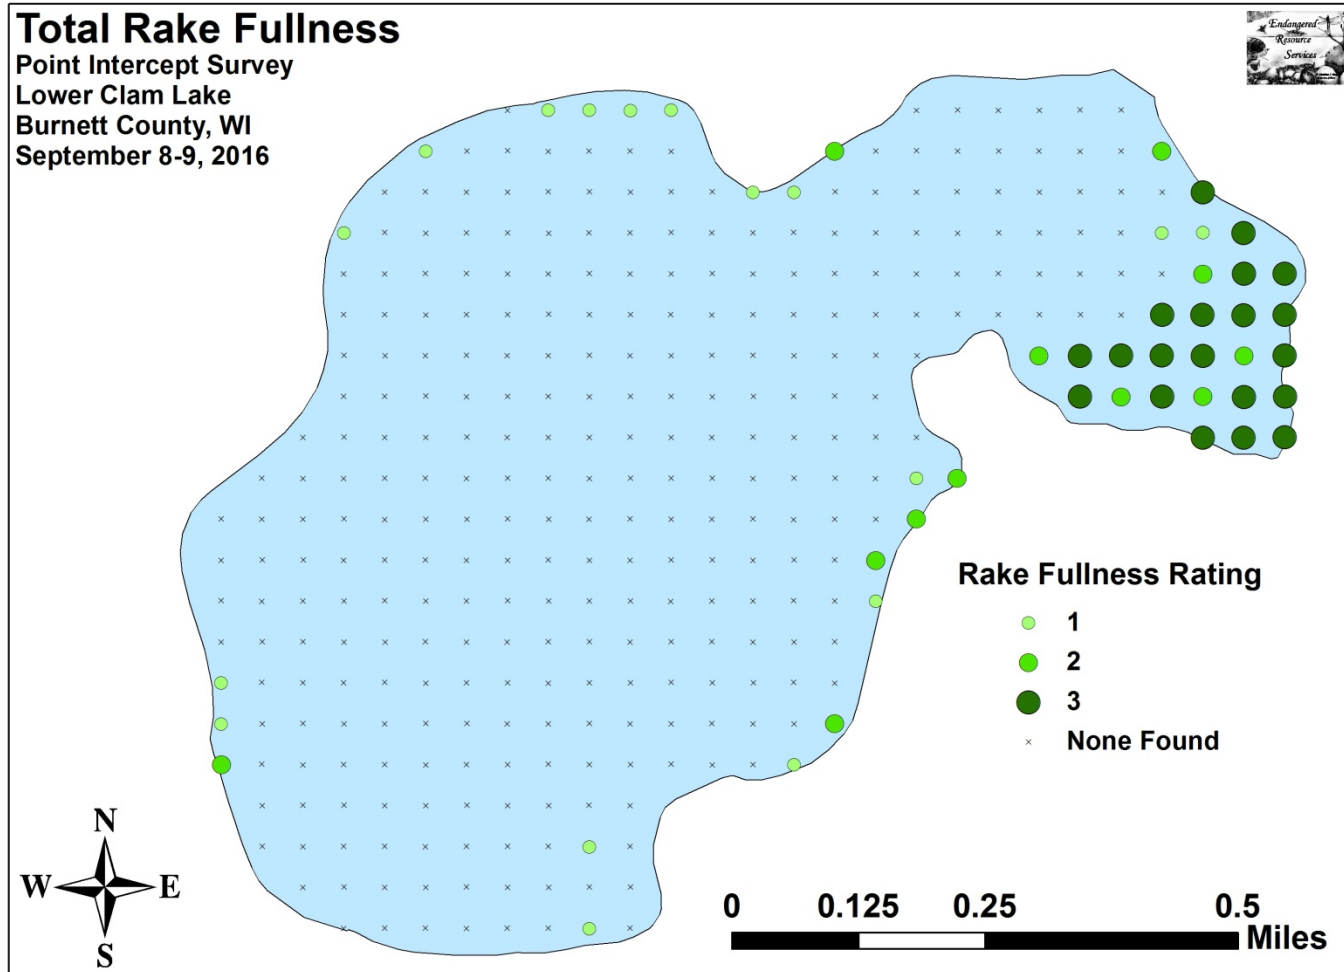 Total Rake Fullness
Point Intercept Survey
Lower Clam Lake
Burnett County, WI
September 8-9, 2016
Endangered
Resource
Services
Rake Fullness Rating
1
2
3
None Found
N
W E
S
0 0.125 0.25 0.5
Miles